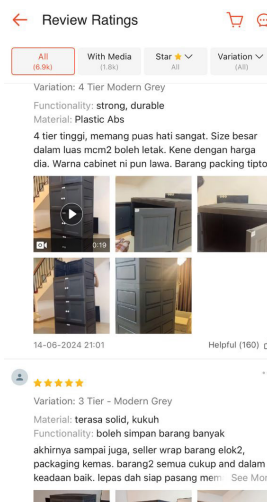 Review Ratings
All
(6.9k)
With Media
(1.8k)
Star
All
Variation
(All)
Variation: 4 Tier Modern Grey
Functionality: strong, durable
Material: Plastic Abs
4 tier tinggi, memang puas hati sangat. Size besar
dalam luas mcm2 boleh letak. Kene dengan harga
dia. Warna cabinet ni pun lawa. Barang packing tipto
0:19
14-06-2024 21:01
Helpful (160)
Variation: 3 Tier - Modern Grey
Material: terasa solid, kukuh
Functionality: boleh simpan barang banyak
akhirnya sampai juga, seller wrap barang elok2,
packaging kemas. barang2 semua cukup and dalam
keadaan baik. lepas dah siap pasang mem See Mor